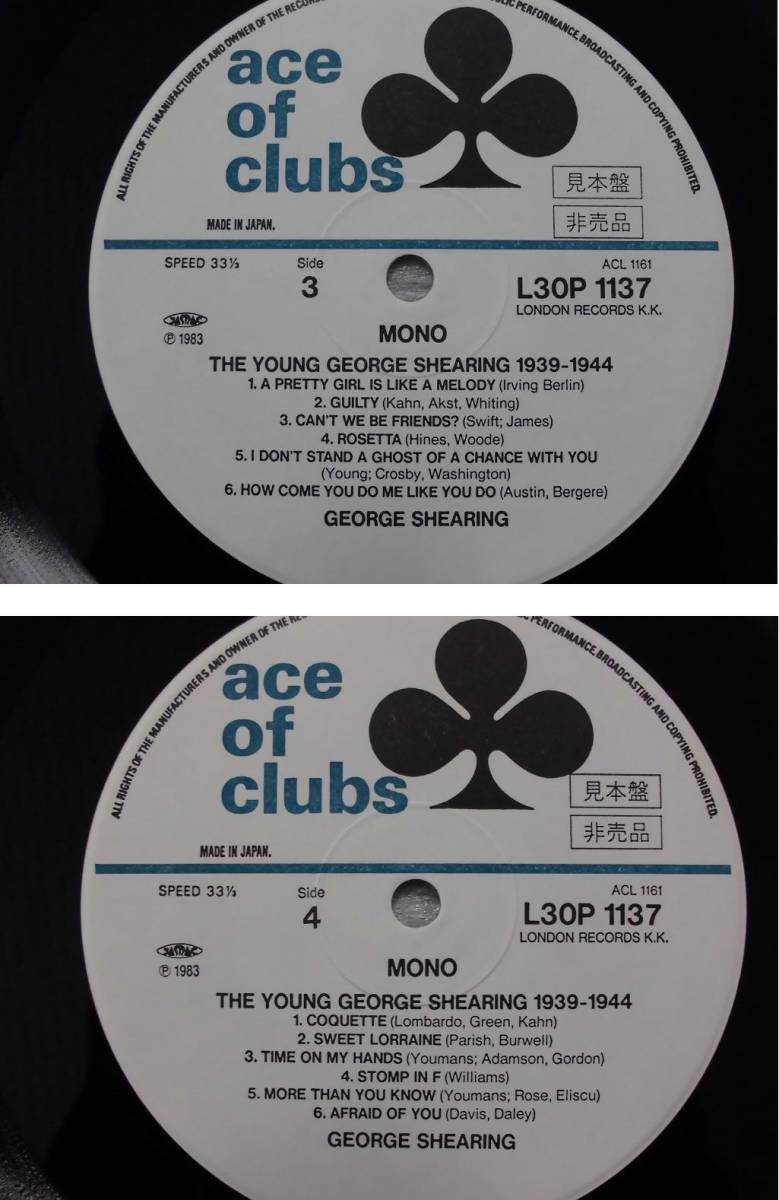 ALL RIGHTS OF THE MANUFACTURERS AND OWNER OF THE
PERFORMANCE, BROADCASTING AND COPYING PROHIBITED.
ace
of
clubs
見本盤
非売品
MADE IN JAPAN.
SPEED 33⅓
Side
3
ACL 1161
L30P 1137
LONDON RECORDS K.K.
JASRAC
℗ 1983
MONO
THE YOUNG GEORGE SHEARING 1939-1944
1. A PRETTY GIRL IS LIKE A MELODY (Irving Berlin)
2. GUILTY (Kahn, Akst, Whiting)
3. CAN'T WE BE FRIENDS? (Swift; James)
4. ROSETTA (Hines, Woode)
5. I DON'T STAND A GHOST OF A CHANCE WITH YOU
(Young; Crosby, Washington)
6. HOW COME YOU DO ME LIKE YOU DO (Austin, Bergere)
GEORGE SHEARING
ALL RIGHTS OF THE MANUFACTURERS AND OWNER OF THE
PERFORMANCE, BROADCASTING AND COPYING PROHIBITED.
ace
of
clubs
見本盤
非売品
MADE IN JAPAN.
SPEED 33⅓
Side
4
ACL 1161
L30P 1137
LONDON RECORDS K.K.
JASRAC
℗ 1983
MONO
THE YOUNG GEORGE SHEARING 1939-1944
1. COQUETTE (Lombardo, Green, Kahn)
2. SWEET LORRAINE (Parish, Burwell)
3. TIME ON MY HANDS (Youmans; Adamson, Gordon)
4. STOMP IN F (Williams)
5. MORE THAN YOU KNOW (Youmans; Rose, Eliscu)
6. AFRAID OF YOU (Davis, Daley)
GEORGE SHEARING